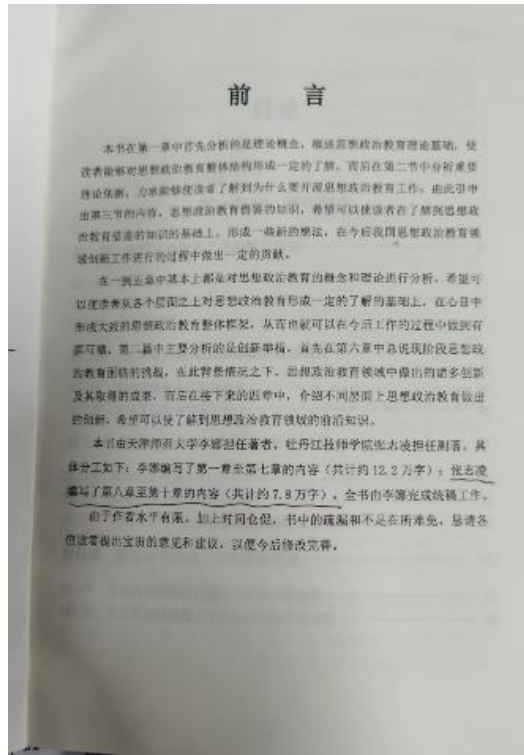 前 言
本书在第一章中首先分析的是理论概念，概述思想政治教育理论基础，使
读者能够对思想政治教育整体结构形成一定的了解。而后在第二节中分析重要
理论依据，力求能够使读者了解到为什么要开展思想政治教育工作。由此引申
出第三节的内容，思想政治教育借鉴的知识，希望可以使读者在了解到思想政
治教育借鉴的知识的基础上，形成一些新的想法，在今后我国思想政治教育领
域创新工作进行的过程中做出一定的贡献。
在一到五章中基本上都是对思想政治教育的概念和理论进行分析，希望可
以使读者从各个层面之上对思想政治教育形成一定的了解的基础上，在心目中
形成大致的思想政治教育整体框架，从而也就可以在今后工作的过程中做到有
据可循。第二篇中主要分析的是创新举措，首先在第六章中总说现阶段思想政
治教育面临的挑战，在此背景情况之下，思想政治教育领域中做出的诸多创新
及其取得的成果，而后在接下来的四章中，介绍不同层面上思想政治教育做出
的创新，希望可以使了解到思想政治教育领域的前沿知识。
本书由天津师范大学李娜担任著者，牡丹江技师学院张志凌担任副著。具
体分工如下：李娜编写了第一章至第七章的内容（共计约 12.2 万字）；张志凌
编写了第八章至第十章的内容（共计约 7.8 万字）。全书由李娜完成统稿工作。
由于作者水平有限，加上时间仓促，书中的疏漏和不足在所难免，恳请各
位读者提出宝贵的意见和建议，以便今后修改完善。